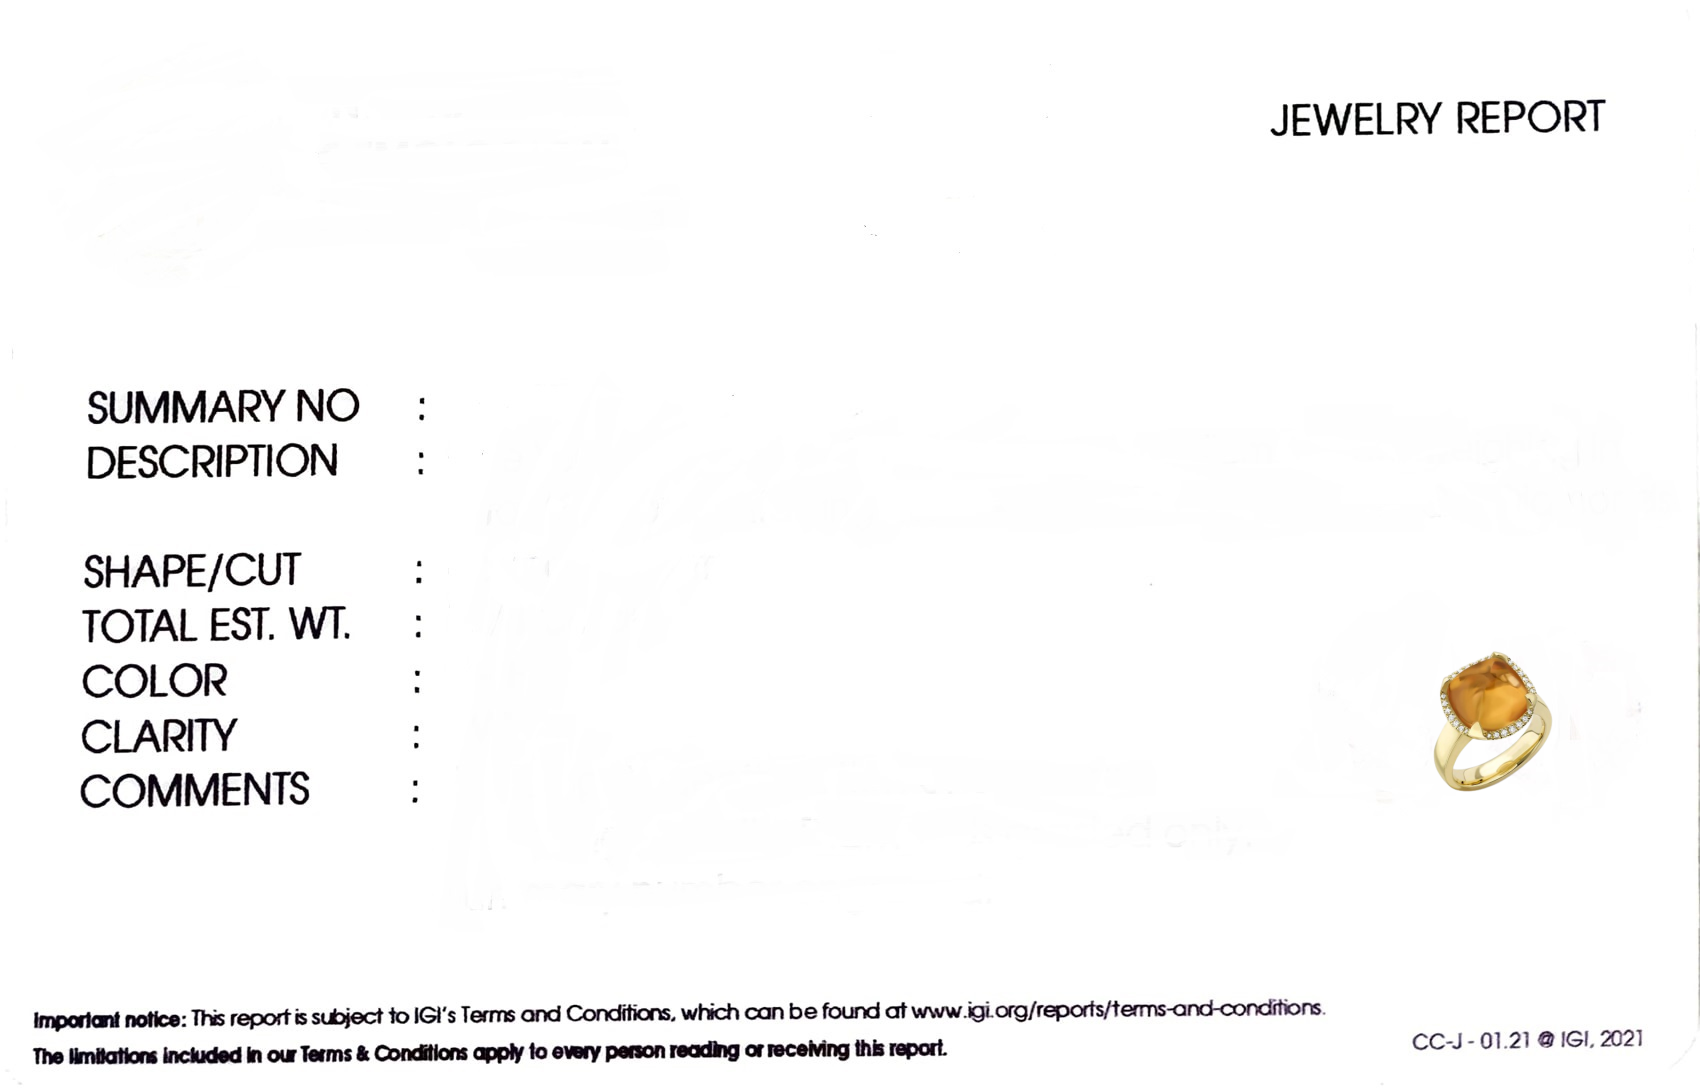 JEWELRY REPORT
SUMMARY NO :
DESCRIPTION :
SHAPE/CUT :
TOTAL EST. WT. :
COLOR :
CLARITY :
COMMENTS :
Important notice: This report is subject to IGI's Terms and Conditions, which can be found at www.igi.org/reports/terms-and-conditions.
The limitations included in our Terms & Conditions apply to every person reading or receiving this report.
CC-J - 01.21 @ IGI, 2021